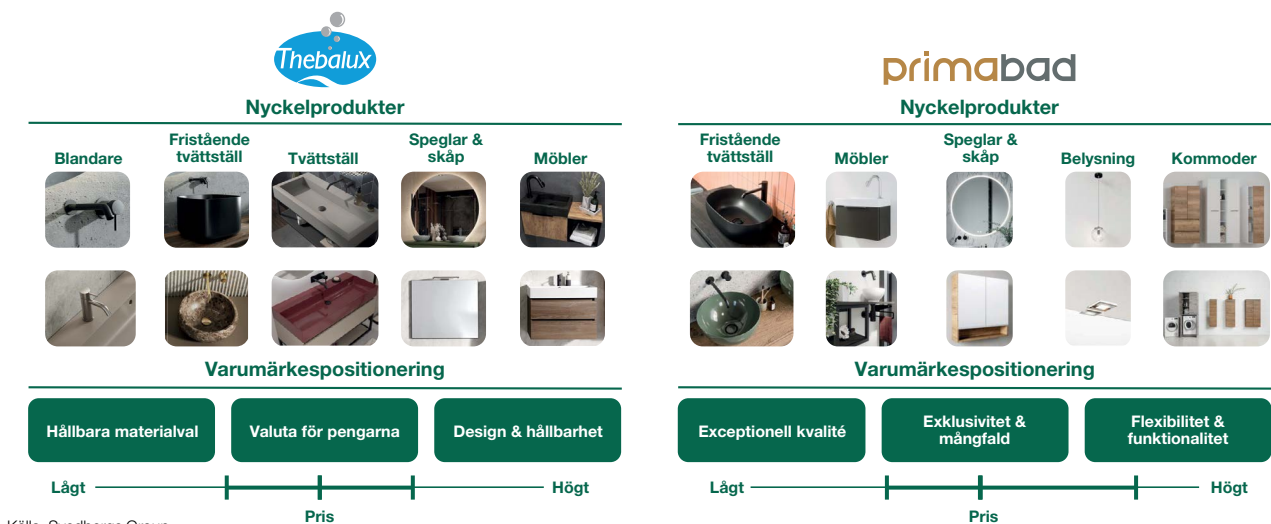 Thebalux
Nyckelprodukter
Blandare
Fristående
tvättställ
Tvättställ
Speglar &
skåp
Möbler
Varumärkespositionering
Hållbara materialval
Valuta för pengarna
Design & hållbarhet
Lågt
Högt
Pris
primabad
Nyckelprodukter
Fristående
tvättställ
Möbler
Speglar &
skåp
Belysning
Kommoder
Varumärkespositionering
Exceptionell kvalité
Exklusivitet &
mångfald
Flexibilitet &
funktionalitet
Lågt
Högt
Pris